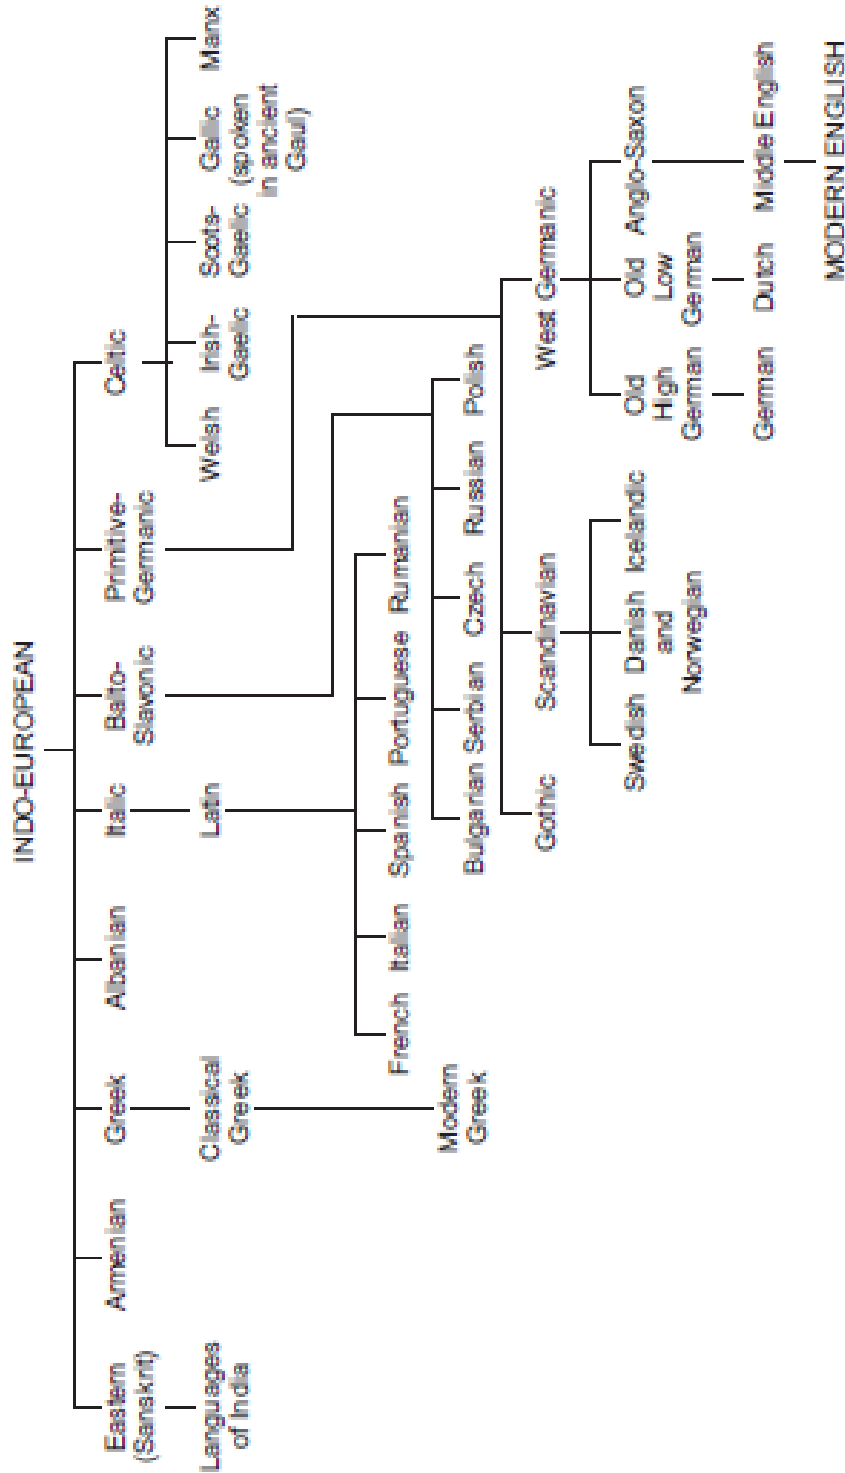 INDO-EUROPEAN
Eastern
(Sanskrit)
Armenian
Greek
Albanian
Italic
Balto-
Slavonic
Primitive-
Germanic
Celtic
Languages
of India
Classical
Greek
Latin
Welsh
Irish-
Gaelic
Scots-
Gaelic
Gallic
(spoken
in ancient
Gaul)
Manx
French
Italian
Spanish
Portuguese
Rumanian
Modern
Greek
Bulgarian
Serbian
Czech
Russian
Polish
Gothic
Scandinavian
West Germanic
Swedish
Danish
and
Norwegian
Icelandic
Old
High
German
Old
Low
German
Anglo-Saxon
German
Dutch
Middle English
MODERN ENGLISH